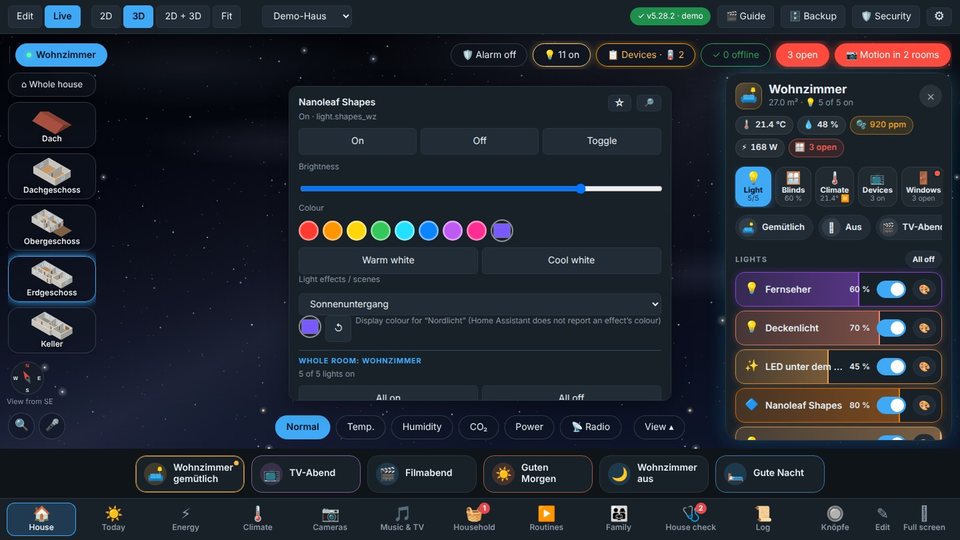 Edit Live 2D 3D 2D + 3D Fit Demo-Haus ✓ v5.28.2 · demo Guide Backup Security
Wohnzimmer Alarm off 11 on Devices · 2 ✓ 0 offline 3 open Motion in 2 rooms
⌂ Whole house
Dach
Dachgeschoss
Obergeschoss
Erdgeschoss
Keller
N
W E
S
View from SE
Nanoleaf Shapes
On · light.shapes_wz
On Off Toggle
Brightness
Colour
Warm white Cool white
Light effects / scenes
Sonnenuntergang
Display colour for "Nordlicht" (Home Assistant does not report an effect's colour)
WHOLE ROOM: WOHNZIMMER
5 of 5 lights on
All on All off
Normal Temp. Humidity CO₂ Power Radio View ▴
Wohnzimmer
27.0 m² · 5 of 5 on
21.4 °C 48 % 920 ppm
168 W 3 open
Light Blinds Climate Devices Windows
5/5 60 % 21.4° 3 on 3 open
Gemütlich Aus TV-Abend
LIGHTS All off
Fernseher 60 %
Deckenlicht 70 %
LED unter dem ... 45 %
Nanoleaf Shapes 80 %
Wohnzimmer gemütlich
TV-Abend
Filmabend
Guten Morgen
Wohnzimmer aus
Gute Nacht
House Today Energy Climate Cameras Music & TV Household 1 Routines Family House check 2 Log Knöpfe Edit Full screen